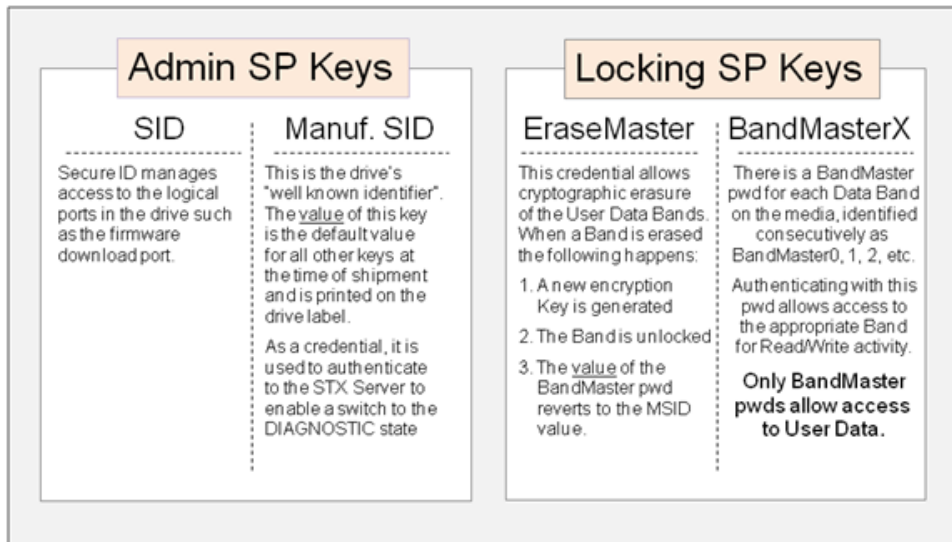 Admin SP Keys
SID
Secure ID manages
access to the logical
ports in the drive such
as the firmware
download port.
Manuf. SID
This is the drive's
"well known identifier".
The value of this key
is the default value
for all other keys at
the time of shipment
and is printed on the
drive label.
As a credential, it is
used to authenticate
to the STX Server to
enable a switch to the
DIAGNOSTIC state
Locking SP Keys
EraseMaster
This credential allows
cryptographic erasure
of the User Data Bands.
When a Band is erased
the following happens:
1. A new encryption
Key is generated
2. The Band is unlocked
3. The value of the
BandMaster pwd
reverts to the MSID
value.
BandMasterX
There is a BandMaster
pwd for each Data Band
on the media, identified
consecutively as
BandMaster0, 1, 2, etc.
Authenticating with this
pwd allows access to
the appropriate Band
for Read/Write activity.
Only BandMaster
pwds allow access
to User Data.